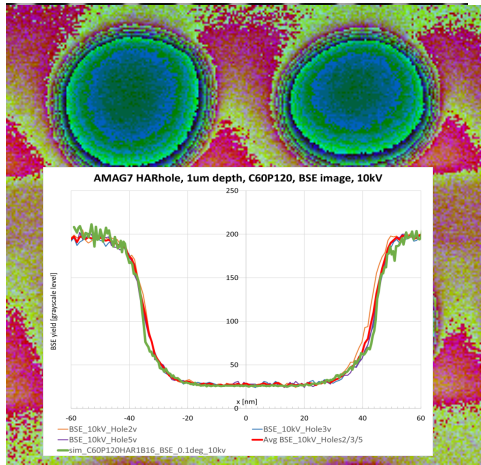 AMAG7 HARhole, 1um depth, C60P120, BSE image, 10kV
250
200
150
100
50
0
BSE yield [grayscale level]
-60 -40 -20 0 20 40 60
x [nm]
BSE_10kV_Hole2v BSE_10kV_Hole3v
BSE_10kV_Hole5v Avg BSE_10kV_Holes2/3/5
sim_C60P120HAR1B16_BSE_0.1deg_10kv